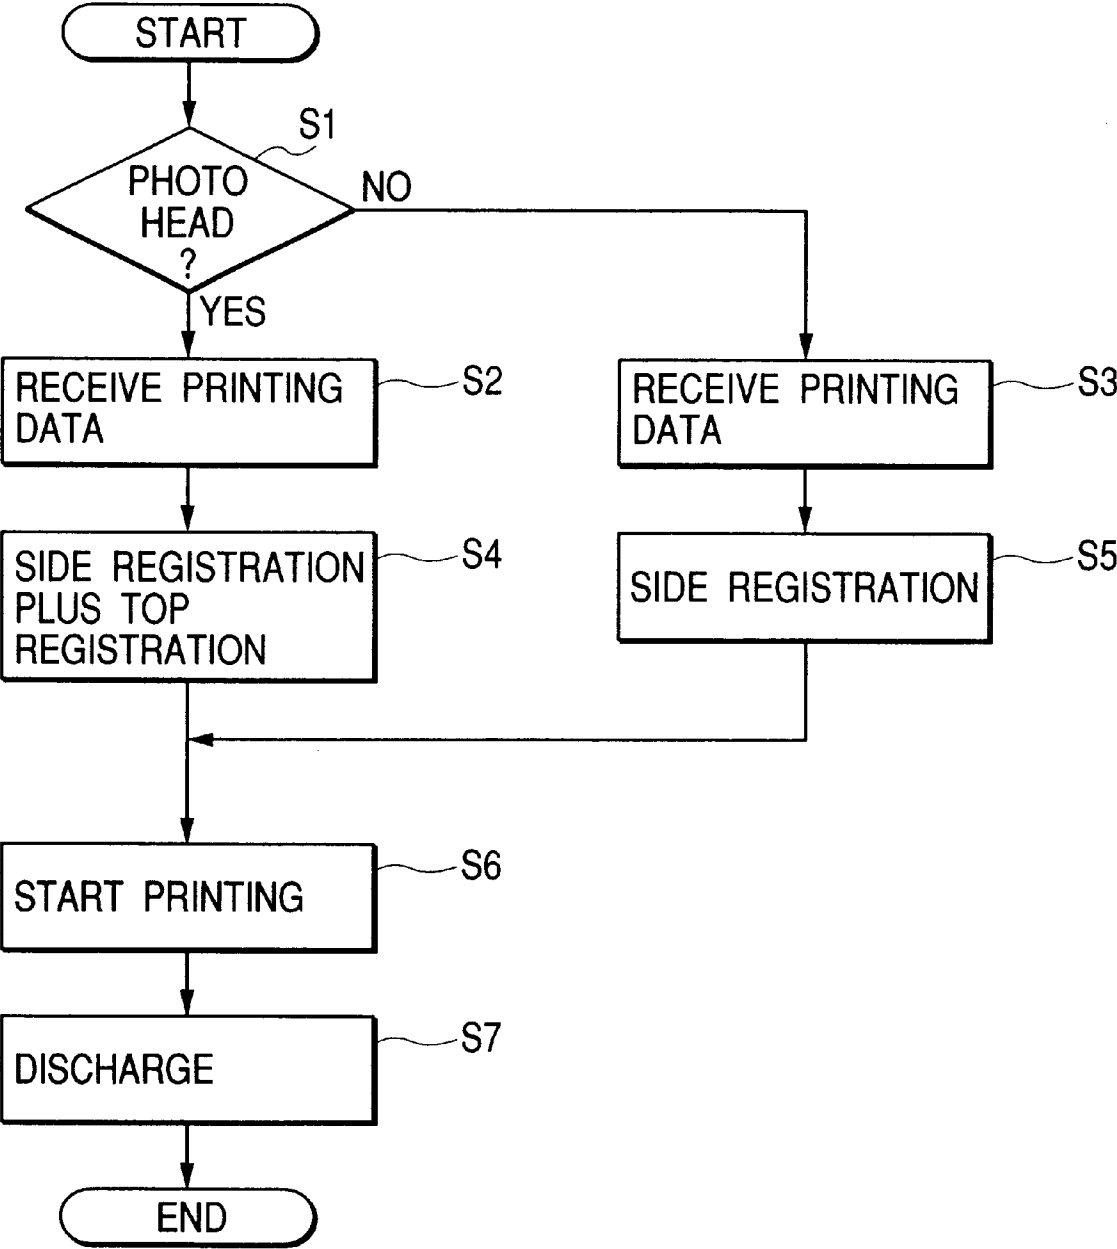 START
S1
PHOTO
HEAD
?
NO
YES
RECEIVE PRINTING
DATA
S2
RECEIVE PRINTING
DATA
S3
SIDE REGISTRATION
PLUS TOP
REGISTRATION
S4
SIDE REGISTRATION
S5
START PRINTING
S6
DISCHARGE
S7
END